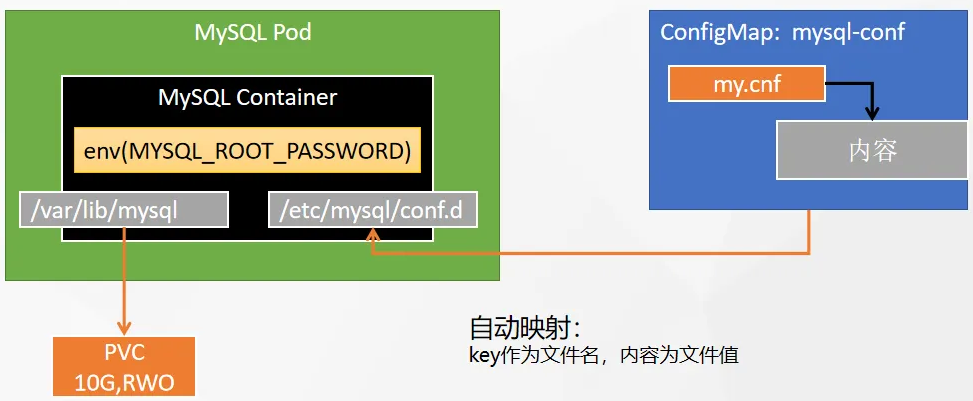 MySQL Pod
MySQL Container
env(MYSQL_ROOT_PASSWORD)
/var/lib/mysql
/etc/mysql/conf.d
ConfigMap: mysql-conf
my.cnf
内容
PVC
10G,RWO
自动映射:
key作为文件名，内容为文件值